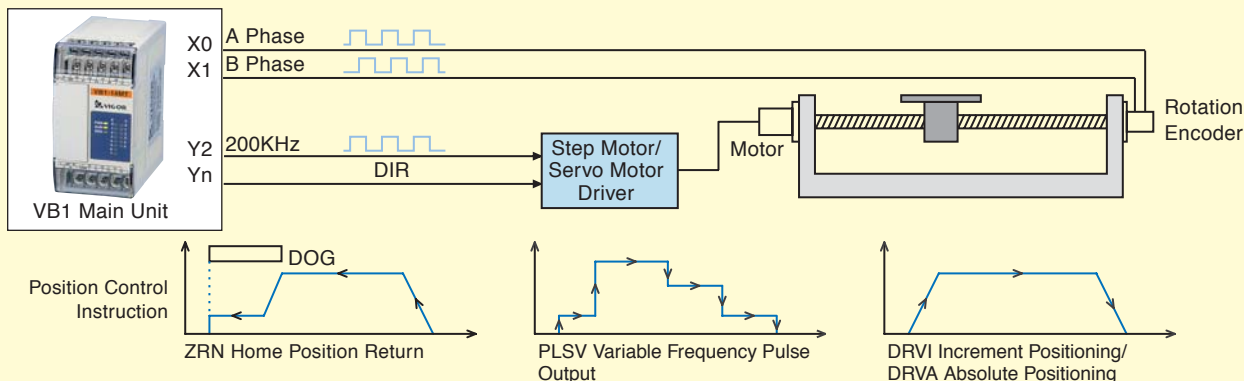 X0 A Phase
X1 B Phase
Y2 200KHz
Yn DIR
VB1 Main Unit
VIGOR
Step Motor/
Servo Motor
Driver
Motor
Rotation
Encoder
Position Control
Instruction
DOG
ZRN Home Position Return
PLSV Variable Frequency Pulse
Output
DRVI Increment Positioning/
DRVA Absolute Positioning